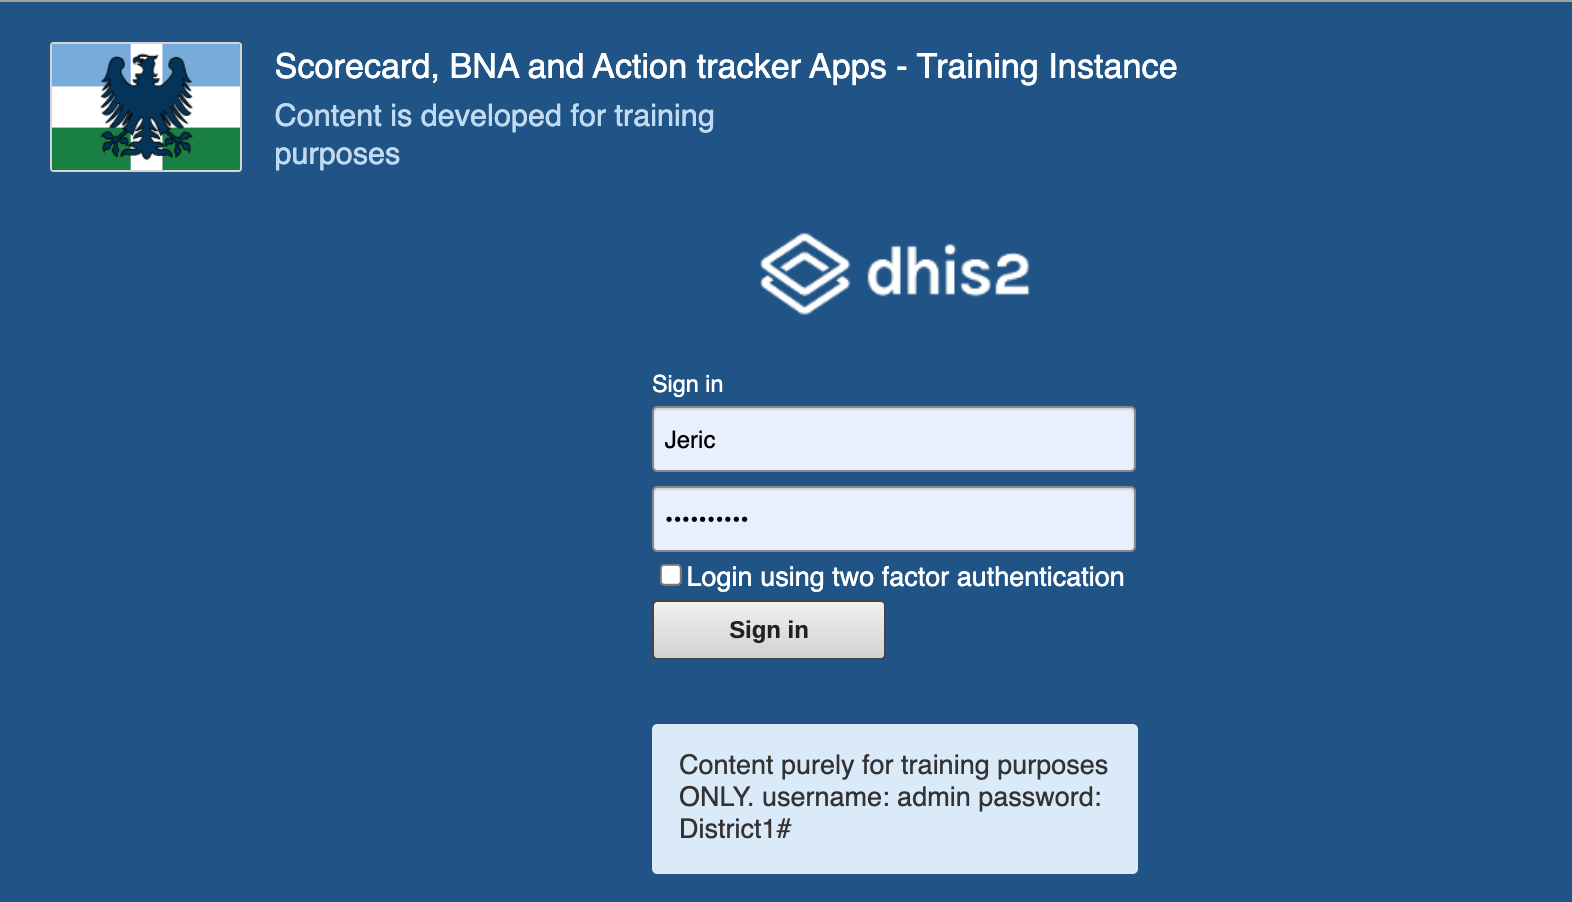 Scorecard, BNA and Action tracker Apps - Training Instance
Content is developed for training
purposes
dhis2
Sign in
Jeric
••••••••••
Login using two factor authentication
Sign in
Content purely for training purposes
ONLY. username: admin password:
District1#